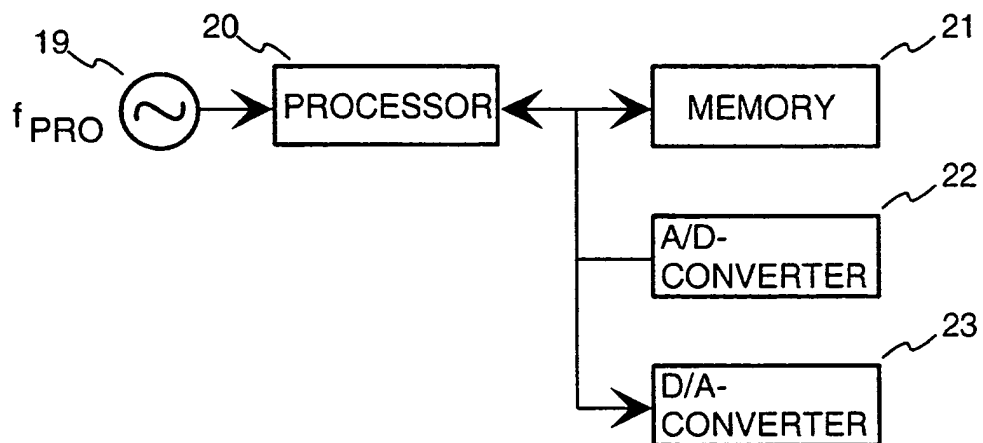 19
20
21
f PRO
PROCESSOR
MEMORY
22
A/D-
CONVERTER
23
D/A-
CONVERTER